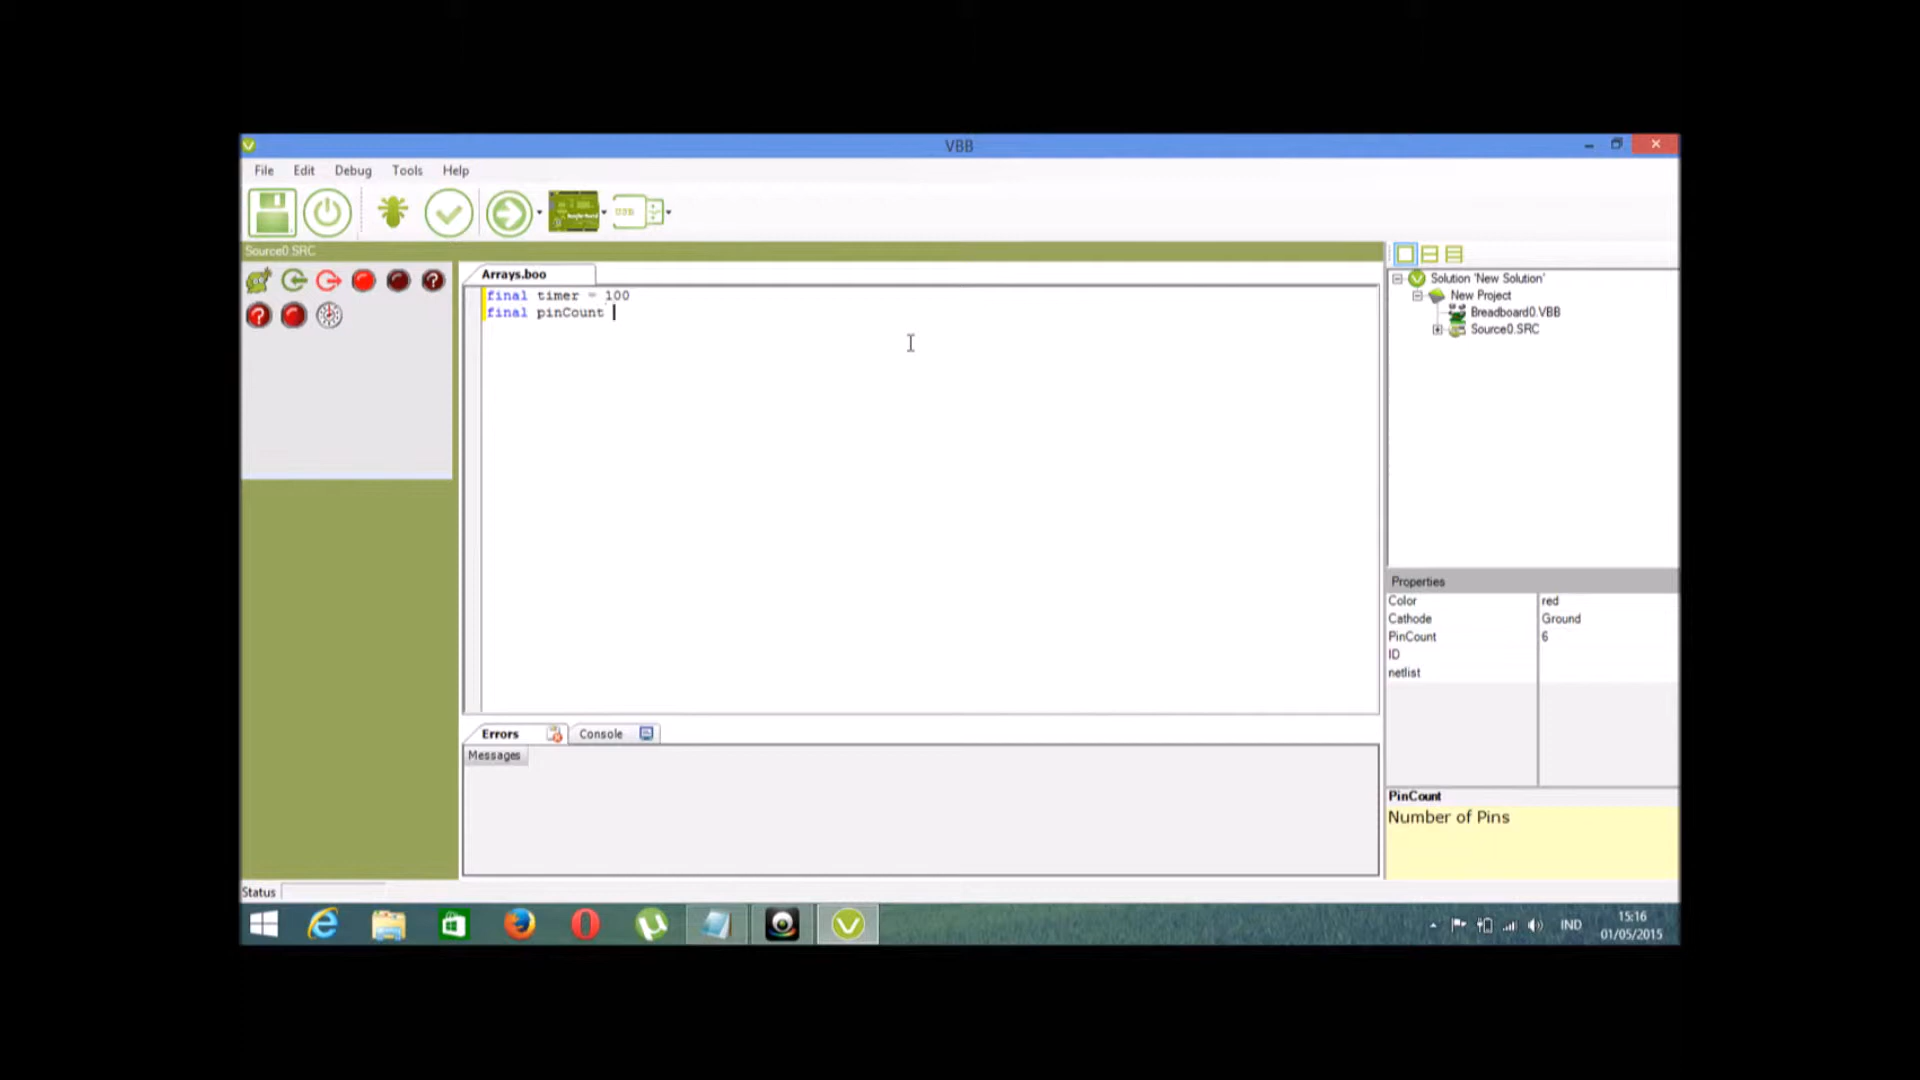 VBB
File Edit Debug Tools Help
USB
Source0.SRC
Arrays.boo
final timer = 100
final pinCount
Solution 'New Solution'
New Project
Breadboard0.VBB
Source0.SRC
Properties
Color red
Cathode Ground
PinCount 6
ID
netlist
PinCount
Number of Pins
Errors Console
Messages
Status
IND
15:16
01/05/2015